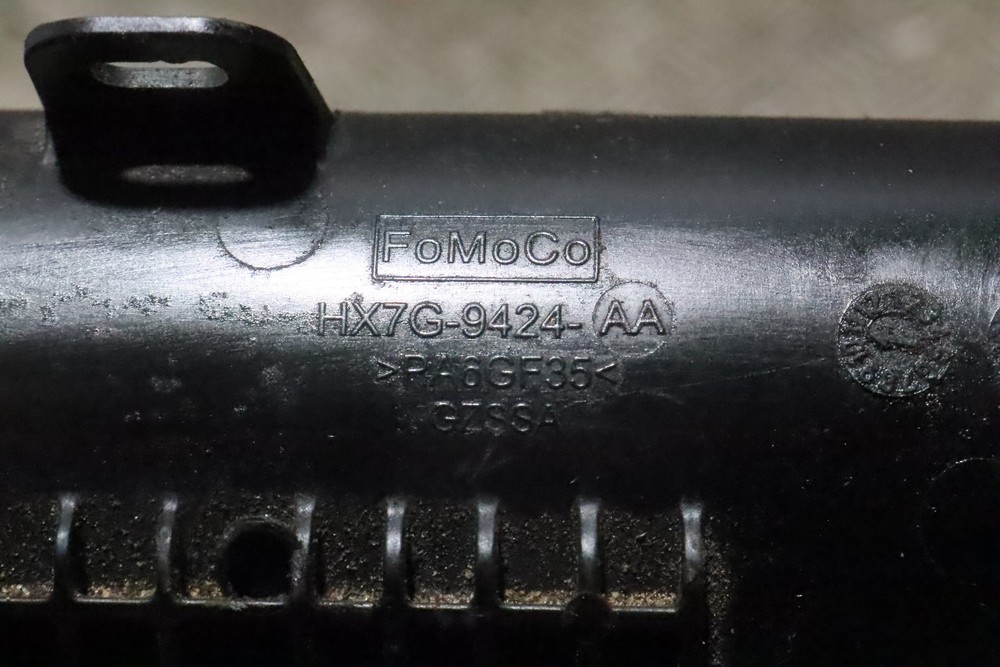 FoMoCo
HX7G-9424-AA
>PA6GF35<
GZSSA